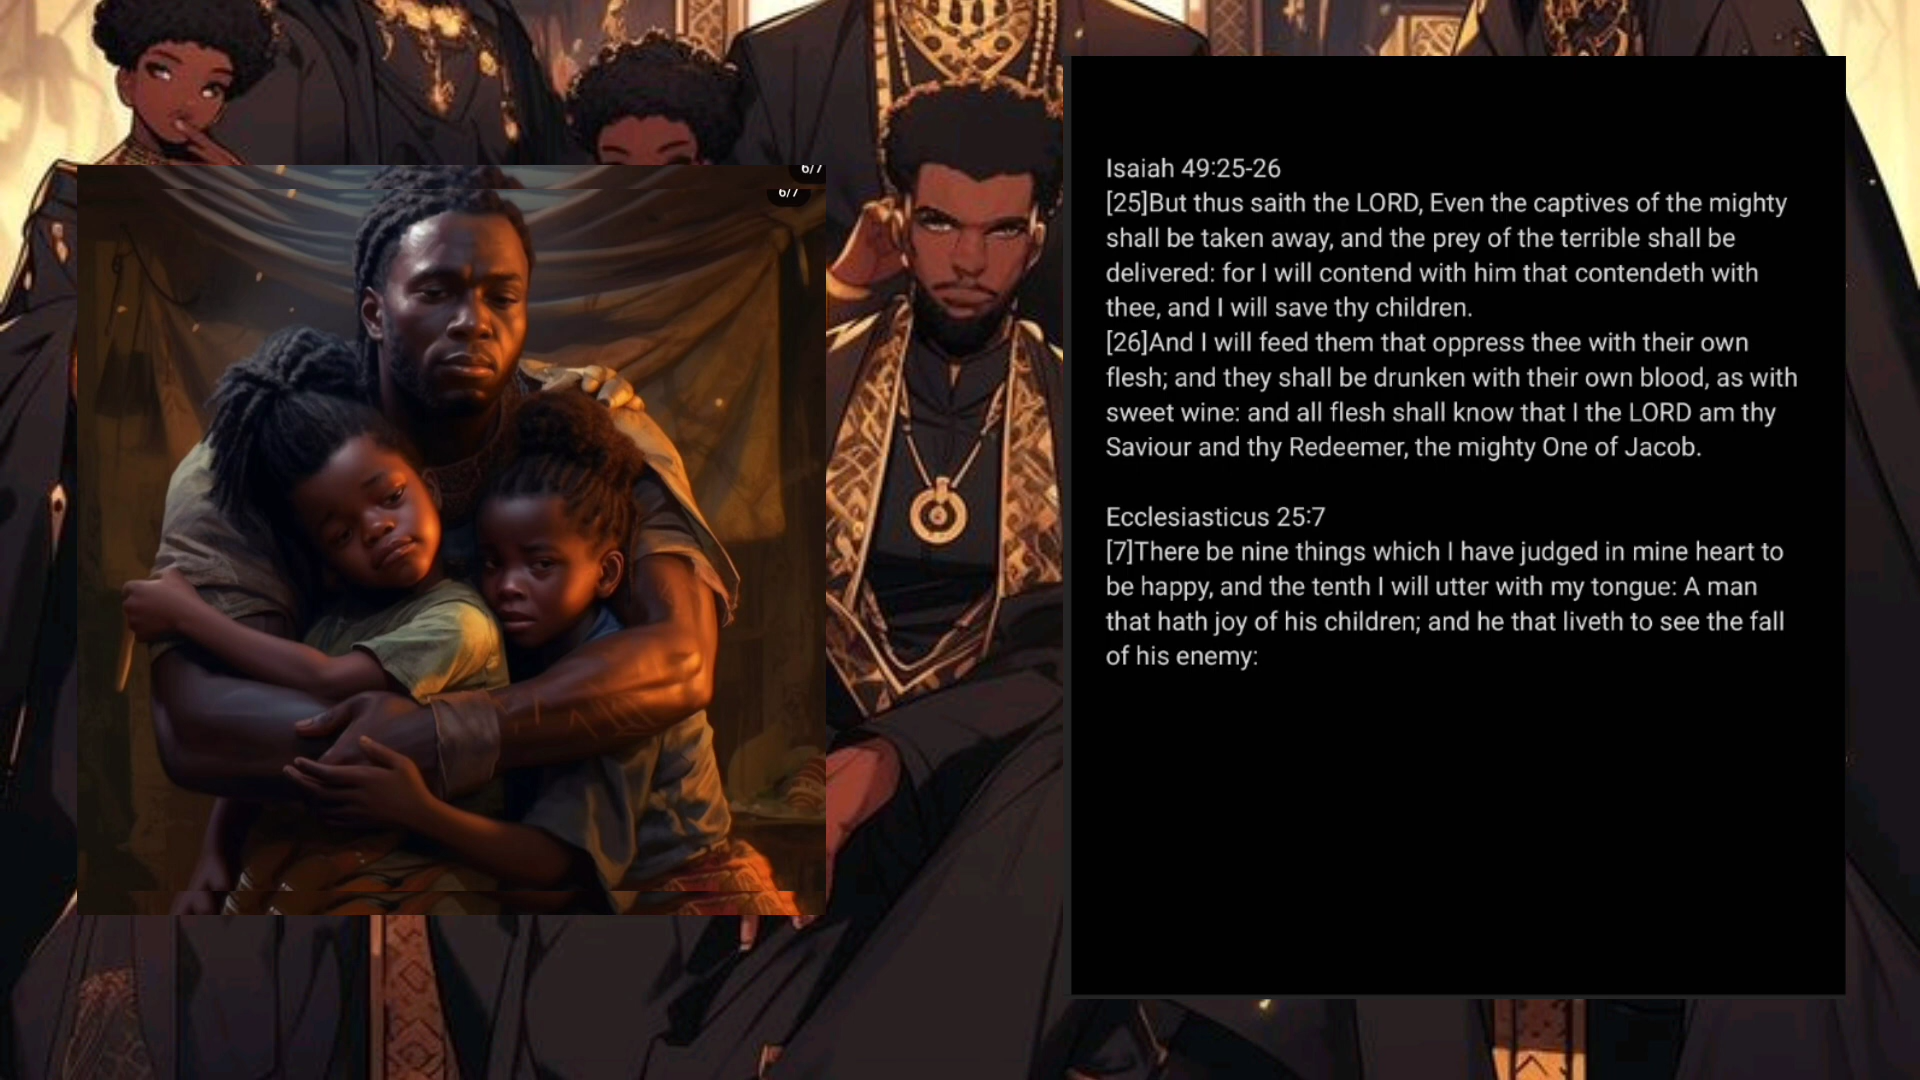 6/7
6/7
Isaiah 49:25-26
[25]But thus saith the LORD, Even the captives of the mighty
shall be taken away, and the prey of the terrible shall be
delivered: for I will contend with him that contendeth with
thee, and I will save thy children.
[26]And I will feed them that oppress thee with their own
flesh; and they shall be drunken with their own blood, as with
sweet wine: and all flesh shall know that I the LORD am thy
Saviour and thy Redeemer, the mighty One of Jacob.
Ecclesiasticus 25:7
[7]There be nine things which I have judged in mine heart to
be happy, and the tenth I will utter with my tongue: A man
that hath joy of his children; and he that liveth to see the fall
of his enemy: